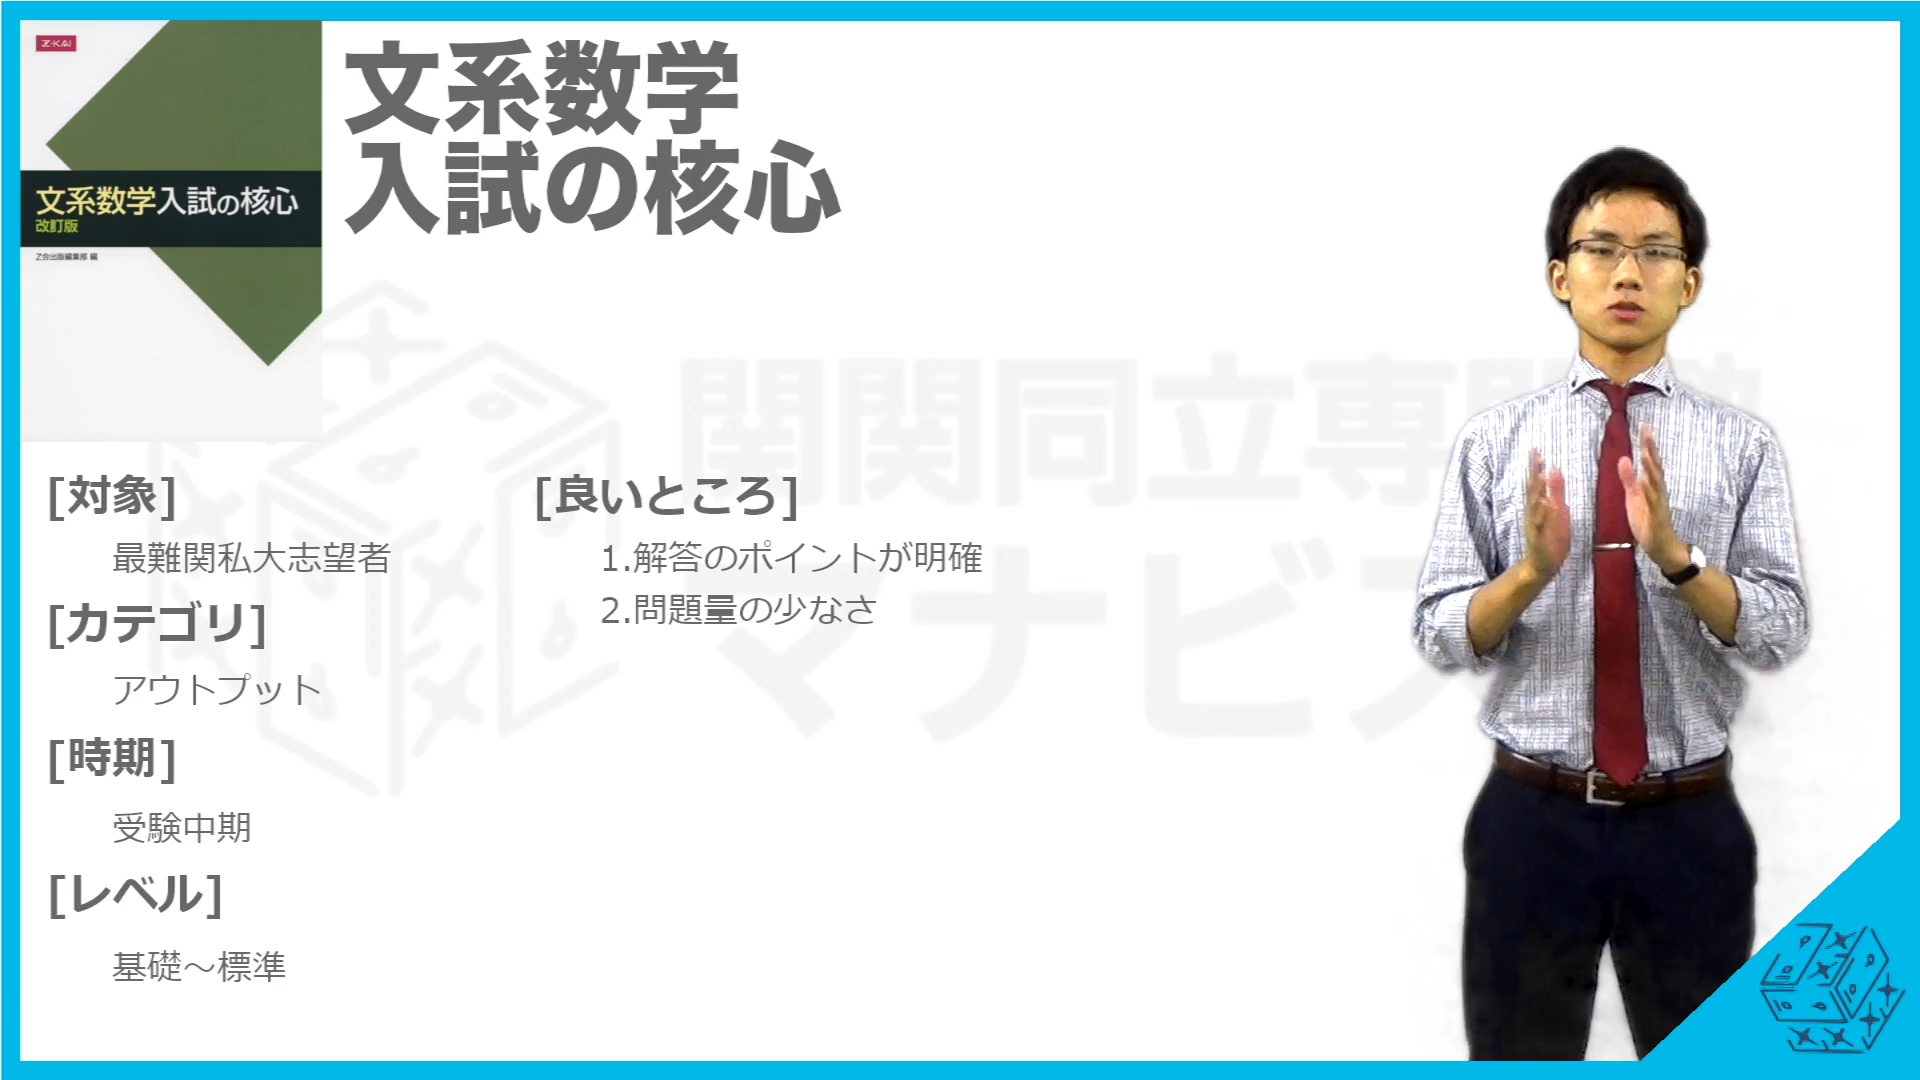 Z-KAI
文系数学入試の核心
改訂版
Z会出版編集部 編
文系数学
入試の核心
関関同立専門塾
マナビズム
[対象]
最難関私大志望者
[カテゴリ]
アウトプット
[時期]
受験中期
[レベル]
基礎～標準
[良いところ]
1.解答のポイントが明確
2.問題量の少なさ